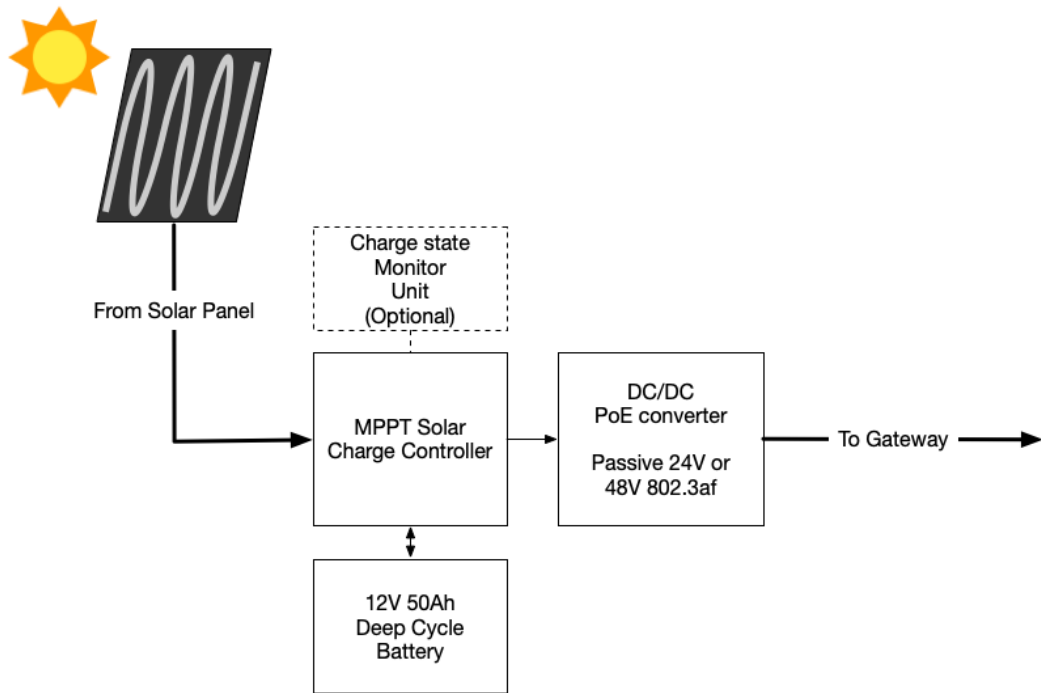 Charge state
Monitor
Unit
(Optional)
From Solar Panel
MPPT Solar
Charge Controller
DC/DC
PoE converter
Passive 24V or
48V 802.3af
To Gateway
12V 50Ah
Deep Cycle
Battery